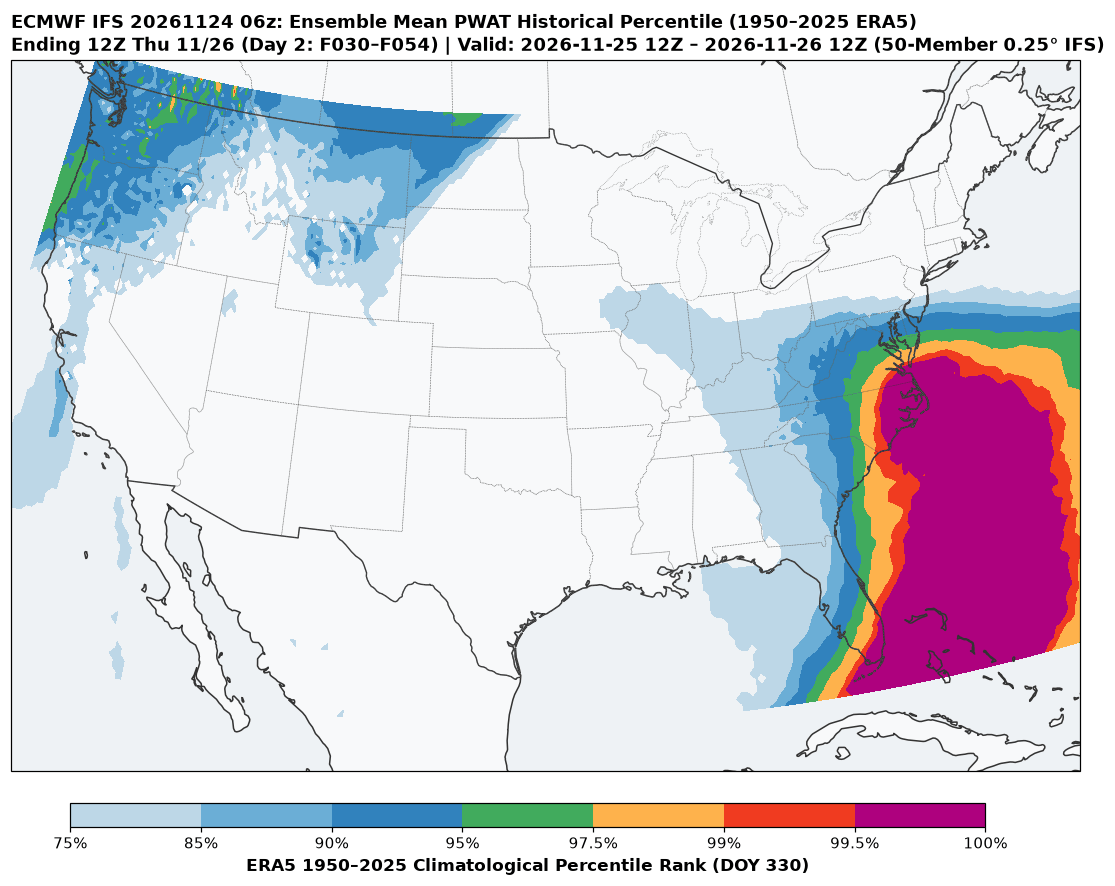 ECMWF IFS 20261124 06z: Ensemble Mean PWAT Historical Percentile (1950–2025 ERA5)
Ending 12Z Thu 11/26 (Day 2: F030–F054) | Valid: 2026-11-25 12Z – 2026-11-26 12Z (50-Member 0.25° IFS)
75% 85% 90% 95% 97.5% 99% 99.5% 100%
ERA5 1950–2025 Climatological Percentile Rank (DOY 330)